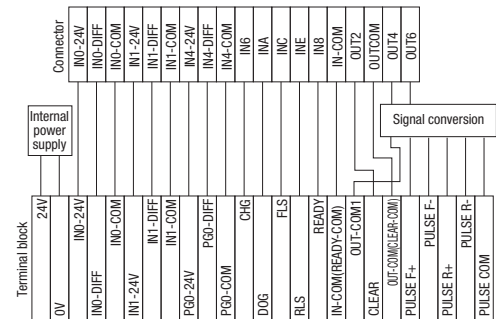 Connector
IN0-24V
IN0-DIFF
IN0-COM
IN1-24V
IN1-DIFF
IN1-COM
IN4-24V
IN4-DIFF
IN4-COM
IN6
INA
INC
INE
IN8
IN-COM
OUT2
OUTCOM
OUT4
OUT6
Internal
power
supply
Signal conversion
Terminal block
24V
0V
IN0-24V
IN0-DIFF
IN0-COM
IN1-24V
IN1-DIFF
IN1-COM
PG0-24V
PG0-DIFF
PG0-COM
CHG
DOG
FLS
RLS
READY
IN-COM(READY-COM)
OUT-COM1
CLEAR
OUT-COM(CLEAR-COM)
PULSE F+
PULSE F-
PULSE R+
PULSE R-
PULSE COM